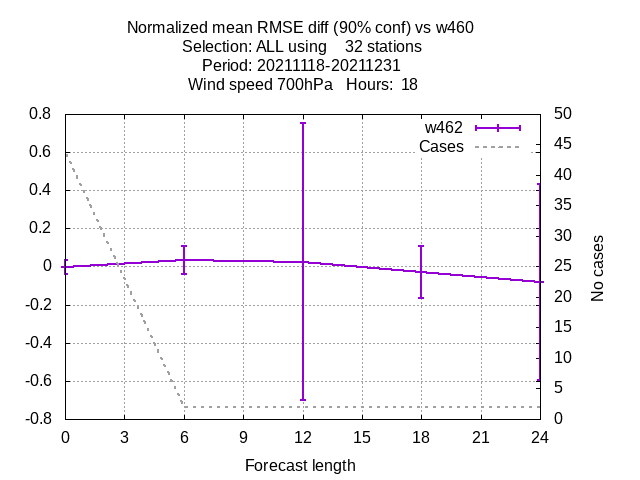 Normalized mean RMSE diff (90% conf) vs w460
Selection: ALL using    32 stations
Period: 20211118-20211231
Wind speed 700hPa   Hours:  18
w462
Cases
0.8
0.6
0.4
0.2
0
-0.2
-0.4
-0.6
-0.8
50
45
40
35
30
25
20
15
10
5
0
No cases
0 3 6 9 12 15 18 21 24
Forecast length